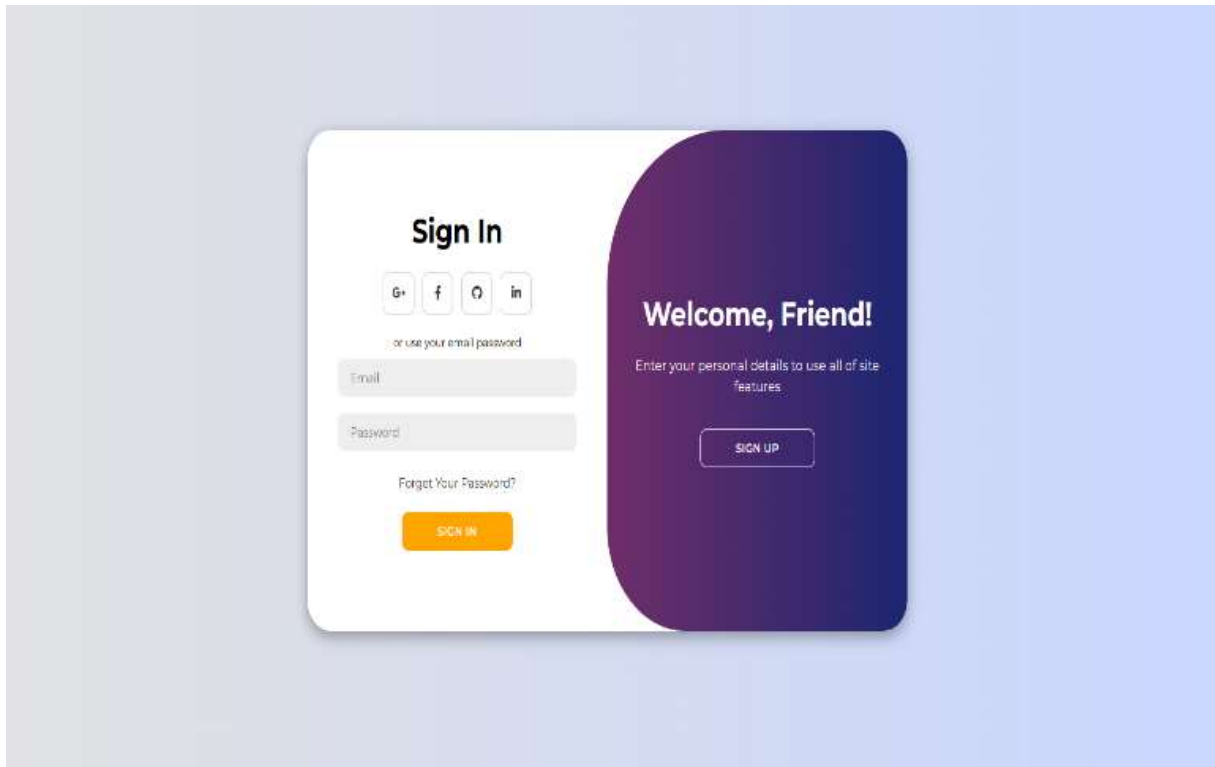 Sign In
G+ f in
or use your email password
Email
Password
Forget Your Password?
SIGN IN
Welcome, Friend!
Enter your personal details to use all of site
features
SIGN UP